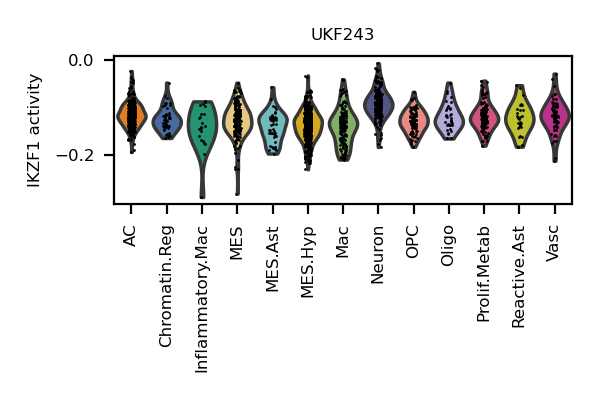 UKF243
IKZF1 activity
0.0
−0.2
AC
Chromatin.Reg
Inflammatory.Mac
MES
MES.Ast
MES.Hyp
Mac
Neuron
OPC
Oligo
Prolif.Metab
Reactive.Ast
Vasc